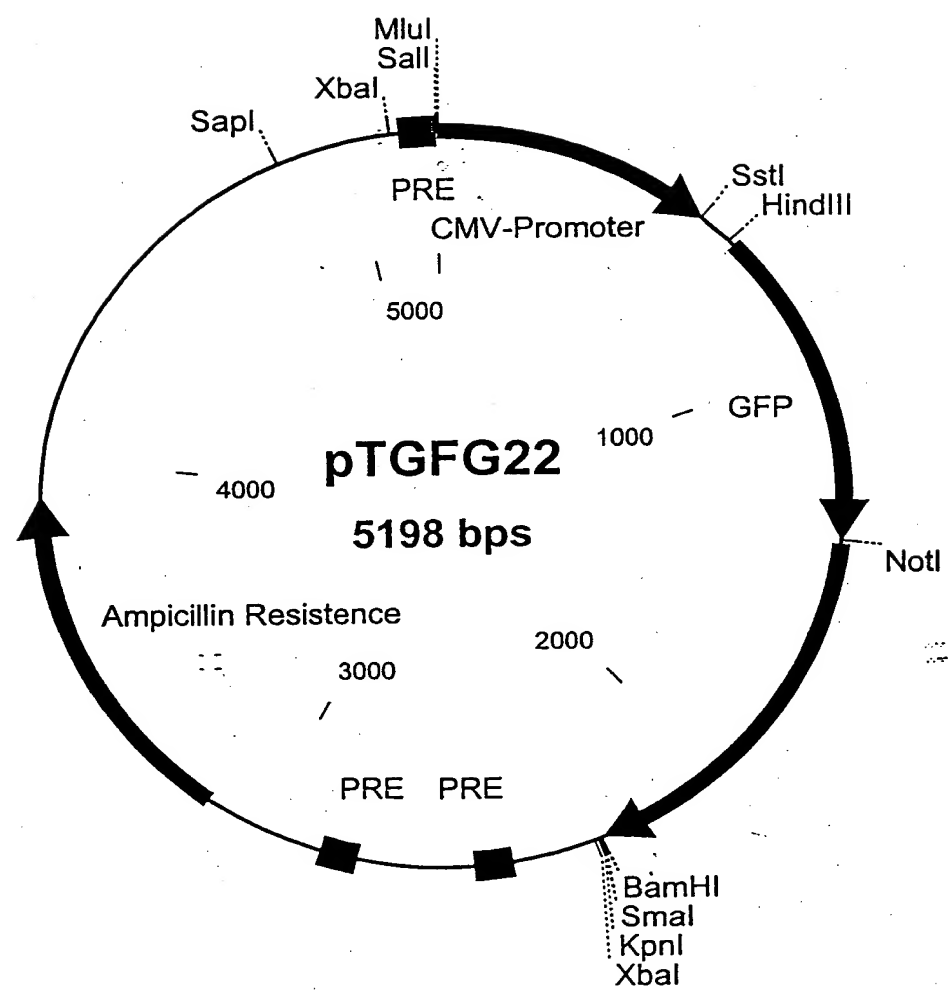 MluI
SalI
XbaI
SapI
PRE
SstI
HindIII
CMV-Promoter
5000
GFP
1000
pTGFG22
4000
5198 bps
NotI
Ampicillin Resistence
2000
3000
PRE PRE
BamHI
SmaI
KpnI
XbaI